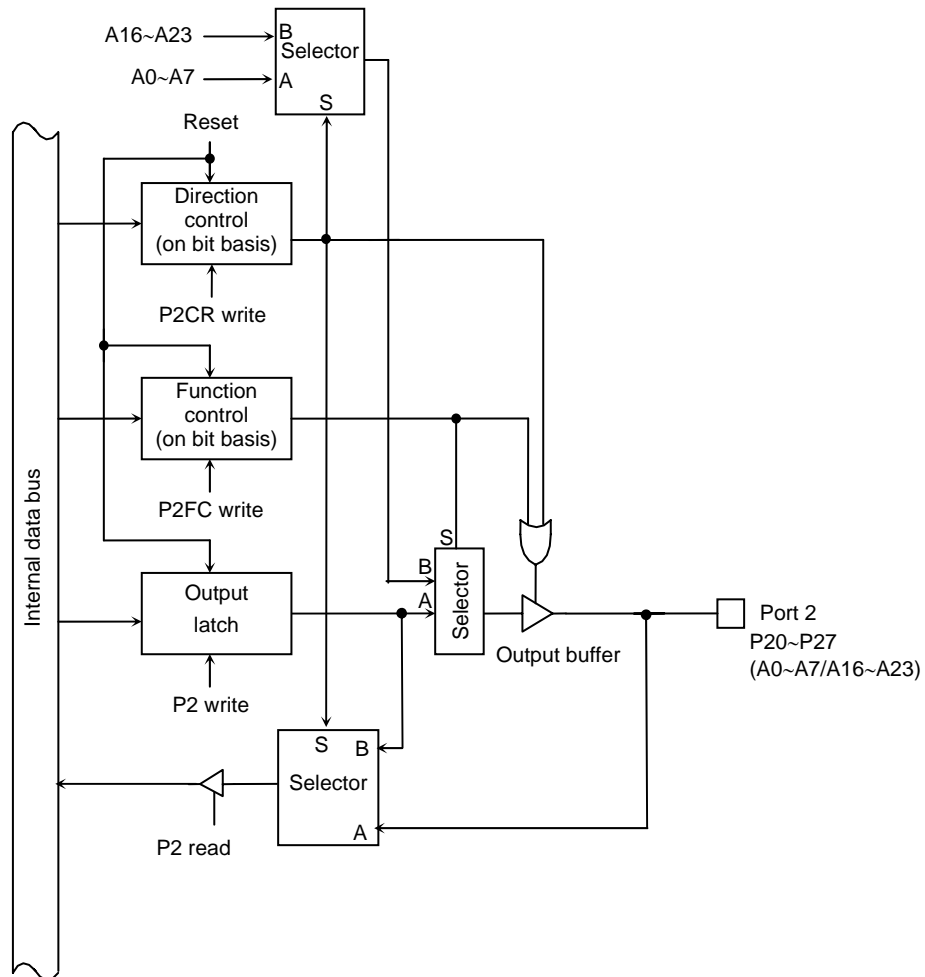 A16~A23
B
Selector
A0~A7
A
S
Reset
Direction
control
(on bit basis)
P2CR write
Function
control
(on bit basis)
P2FC write
Internal data bus
S
B
A
Selector
Output
latch
Output buffer
Port 2
P20~P27
(A0~A7/A16~A23)
P2 write
S
B
Selector
A
P2 read